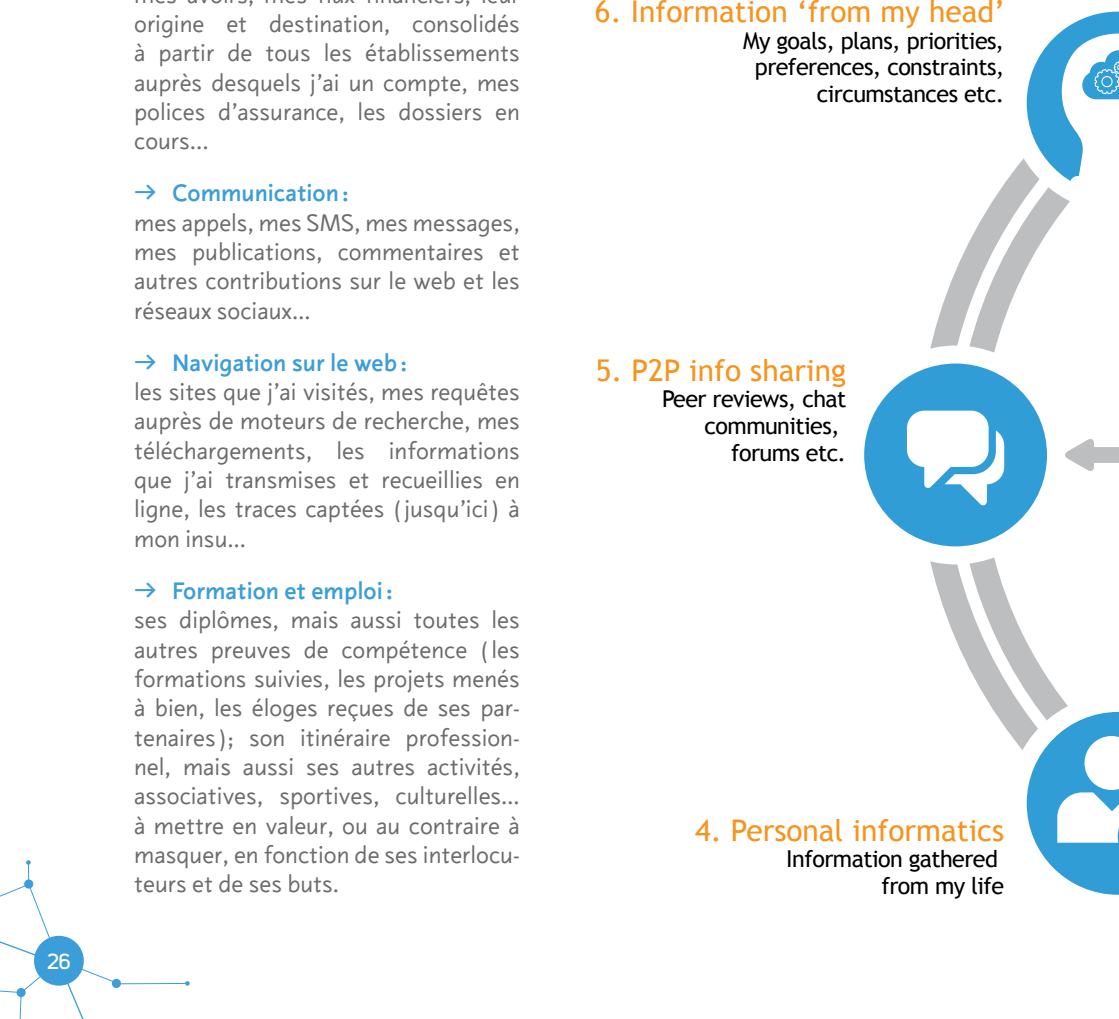 mes avoirs, mes flux financiers, leur
origine et destination, consolidés
à partir de tous les établissements
auprès desquels j’ai un compte, mes
polices d’assurance, les dossiers en
cours...
→ Communication :
mes appels, mes SMS, mes messages,
mes publications, commentaires et
autres contributions sur le web et les
réseaux sociaux...
→ Navigation sur le web :
les sites que j’ai visités, mes requêtes
auprès de moteurs de recherche, mes
téléchargements, les informations
que j’ai transmises et recueillies en
ligne, les traces captées (jusqu’ici) à
mon insu...
→ Formation et emploi :
ses diplômes, mais aussi toutes les
autres preuves de compétence (les
formations suivies, les projets menés
à bien, les éloges reçues de ses par-
tenaires); son itinéraire profession-
nel, mais aussi ses autres activités,
associatives, sportives, culturelles...
à mettre en valeur, ou au contraire à
masquer, en fonction de ses interlocu-
teurs et de ses buts.
26
6. Information ‘from my head’
My goals, plans, priorities,
preferences, constraints,
circumstances etc.
5. P2P info sharing
Peer reviews, chat
communities,
forums etc.
4. Personal informatics
Information gathered
from my life